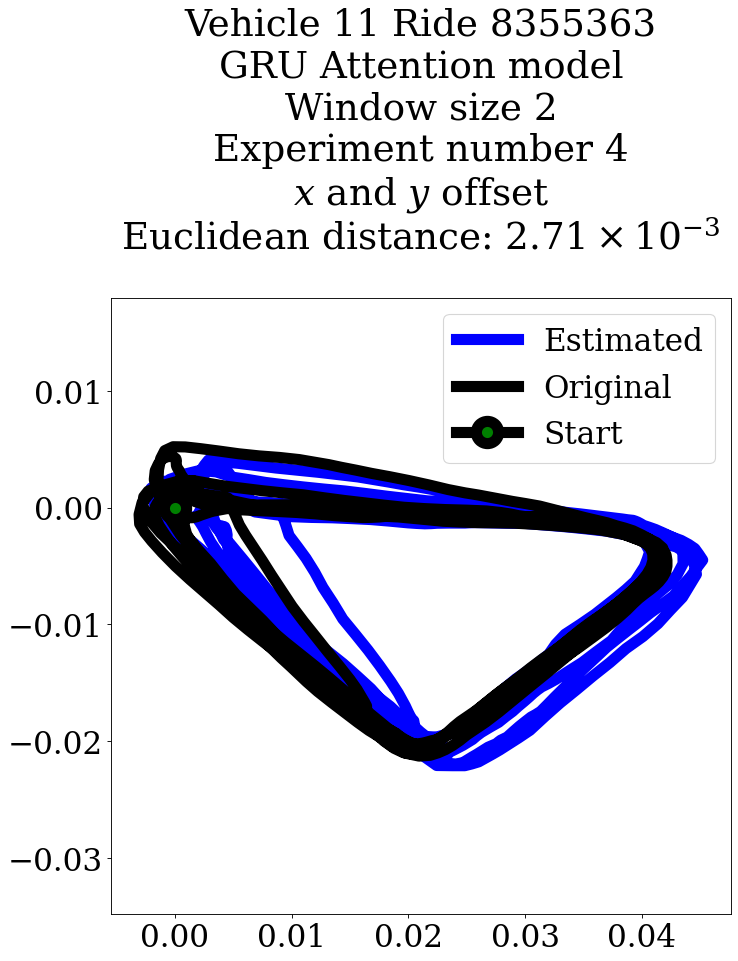 Vehicle 11 Ride 8355363
GRU Attention model
Window size 2
Experiment number 4
x and y offset
Euclidean distance: 2.71 × 10⁻³
Estimated
Original
Start
0.01
0.00
−0.01
−0.02
−0.03
0.00 0.01 0.02 0.03 0.04